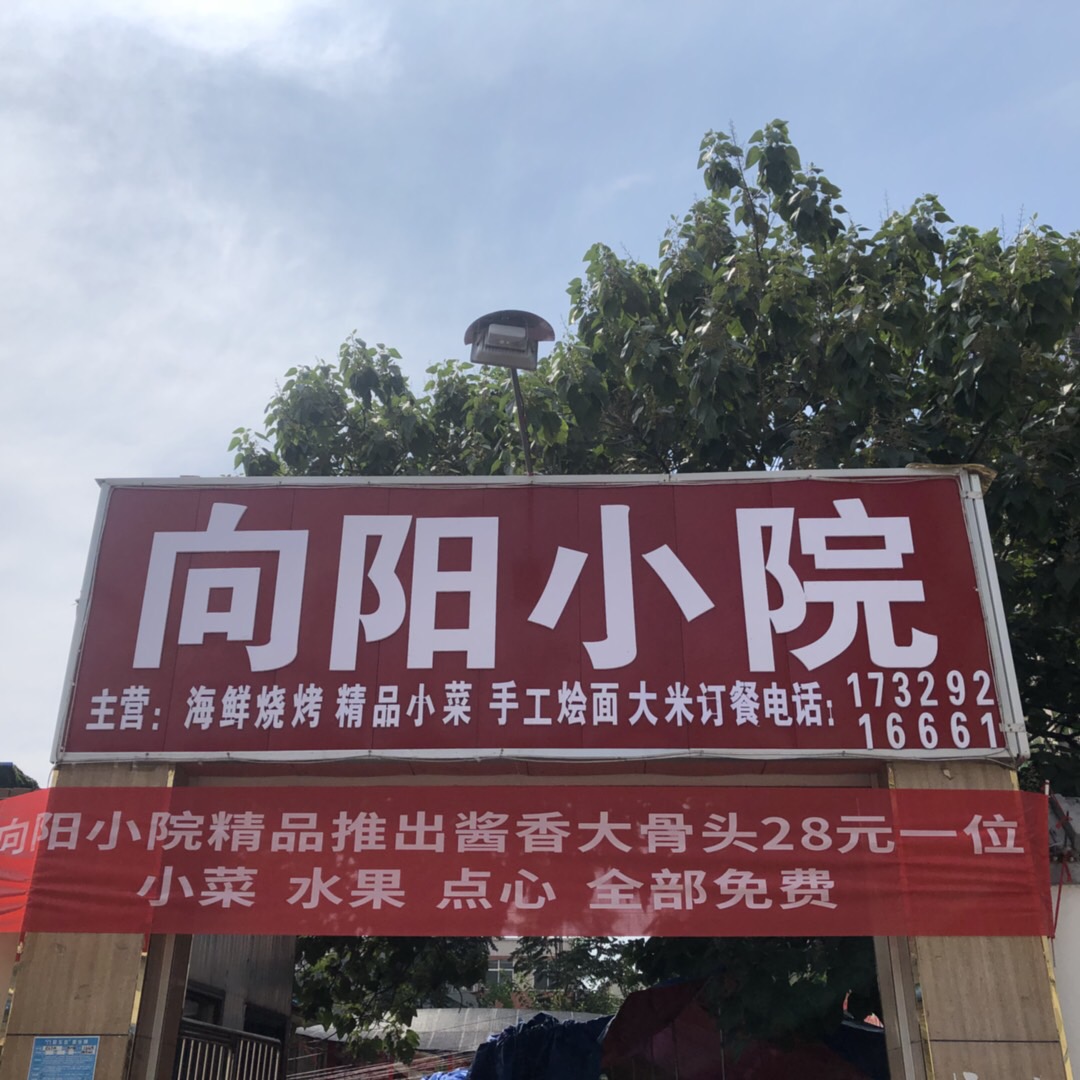 向阳小院
主营：海鲜烧烤 精品小菜 手工烩面大米订餐电话：173292
16661
向阳小院精品推出酱香大骨头28元一位
小菜 水果 点心 全部免费